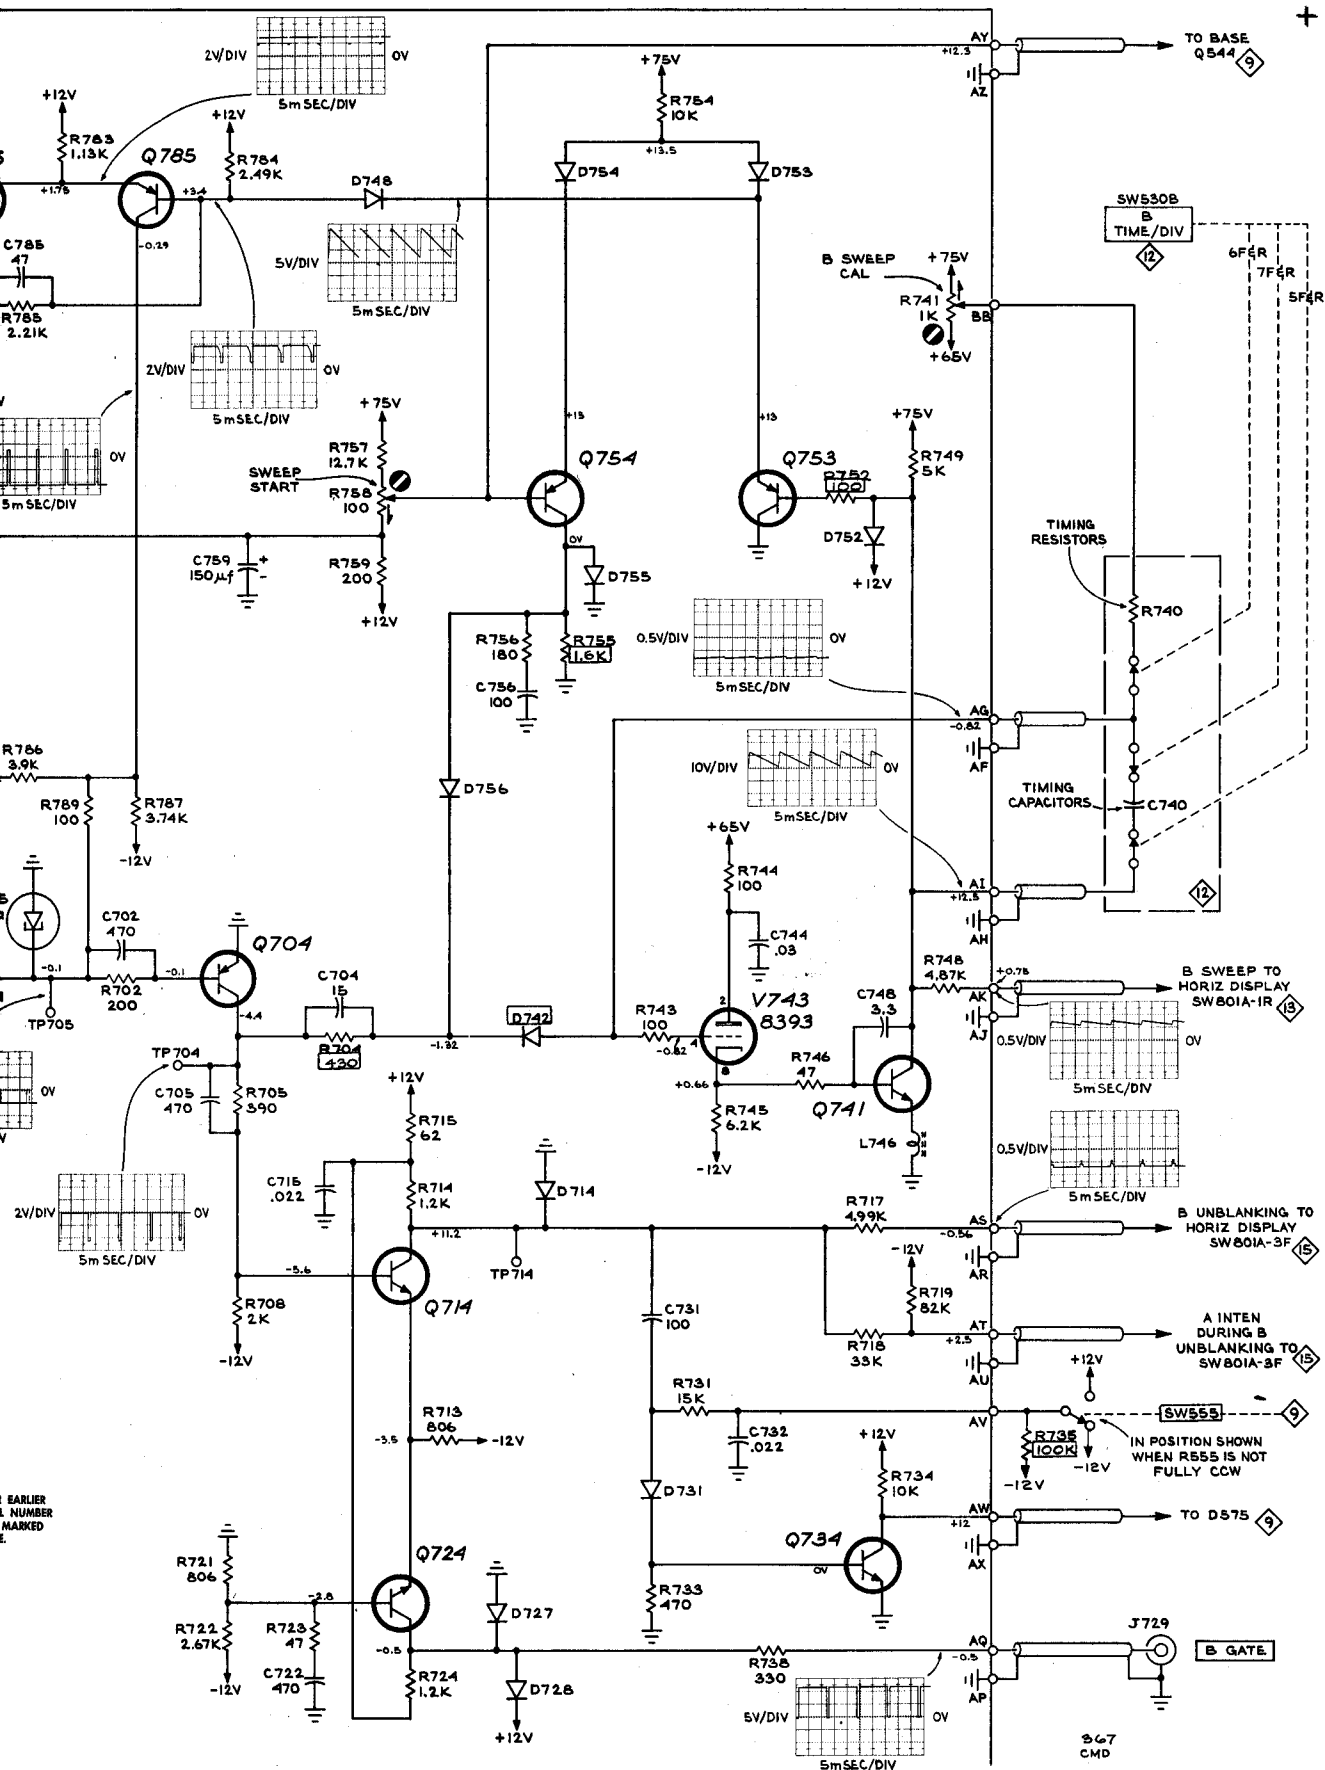 +
AY
+12.3
TO BASE
Q544
9
AZ
2V/DIV
0V
5mSEC/DIV
+75V
R754
10K
+13.5
+12V
R783
1.13K
+1.75
Q785
+12V
R784
2.49K
+3.4
D748
D754
D753
-0.29
C785
47
R785
2.21K
5V/DIV
5mSEC/DIV
2V/DIV
0V
5mSEC/DIV
SW530B
B
TIME/DIV
12
6FER
7FER
5FER
B SWEEP
CAL
+75V
R741
1K
BB
+65V
0V
5mSEC/DIV
+75V
R757
12.7K
SWEEP
START
R758
100
+13
Q754
+13
Q753
R752
100
+75V
R749
5K
D752
+12V
C759
150µf
+
-
R759
200
+12V
0V
D755
R756
180
R755
1.6K
C756
100
0.5V/DIV
0V
5mSEC/DIV
TIMING
RESISTORS
R740
AG
-0.82
AF
R786
3.9K
R789
100
R787
3.74K
-12V
D756
10V/DIV
0V
5mSEC/DIV
TIMING
CAPACITORS
C740
12
+65V
R744
100
C744
.03
AI
+12.5
AH
C702
470
-0.1
R702
200
-0.1
TP705
Q704
-4.4
C704
15
R704
430
-1.32
D742
R743
100
-0.82
4
2
V743
8393
8
+0.66
C748
3.3
R748
4.87K
+0.75
AK
AJ
B SWEEP TO
HORIZ DISPLAY
SW801A-1R
13
0.5V/DIV
0V
5mSEC/DIV
R746
47
Q741
R745
6.2K
-12V
L746
0V
TP704
C705
470
R705
390
+12V
R715
62
C715
.022
R714
1.2K
+11.2
D714
TP714
2V/DIV
0V
5mSEC/DIV
0.5V/DIV
5mSEC/DIV
R717
4.99K
AS
-0.56
AR
B UNBLANKING TO
HORIZ DISPLAY
SW801A-3F
15
-5.6
Q714
R708
2K
-12V
C731
100
-12V
R719
82K
R718
33K
AT
+2.5
AU
A INTEN
DURING B
UNBLANKING TO
SW801A-3F
15
+12V
R731
15K
C732
.022
AV
SW555
9
R735
100K
-12V
-12V
IN POSITION SHOWN
WHEN R555 IS NOT
FULLY CCW
-3.5
R713
806
-12V
D731
+12V
R734
10K
AW
+12
AX
TO D575
9
EARLIER
NUMBER
MARKED
Q734
0V
R733
470
R721
806
R722
2.67K
-12V
-2.8
R723
47
C722
470
Q724
-0.5
R724
1.2K
D727
D728
+12V
R738
330
AQ
-0.5
AP
J729
B GATE
5V/DIV
0V
5mSEC/DIV
367
CMD